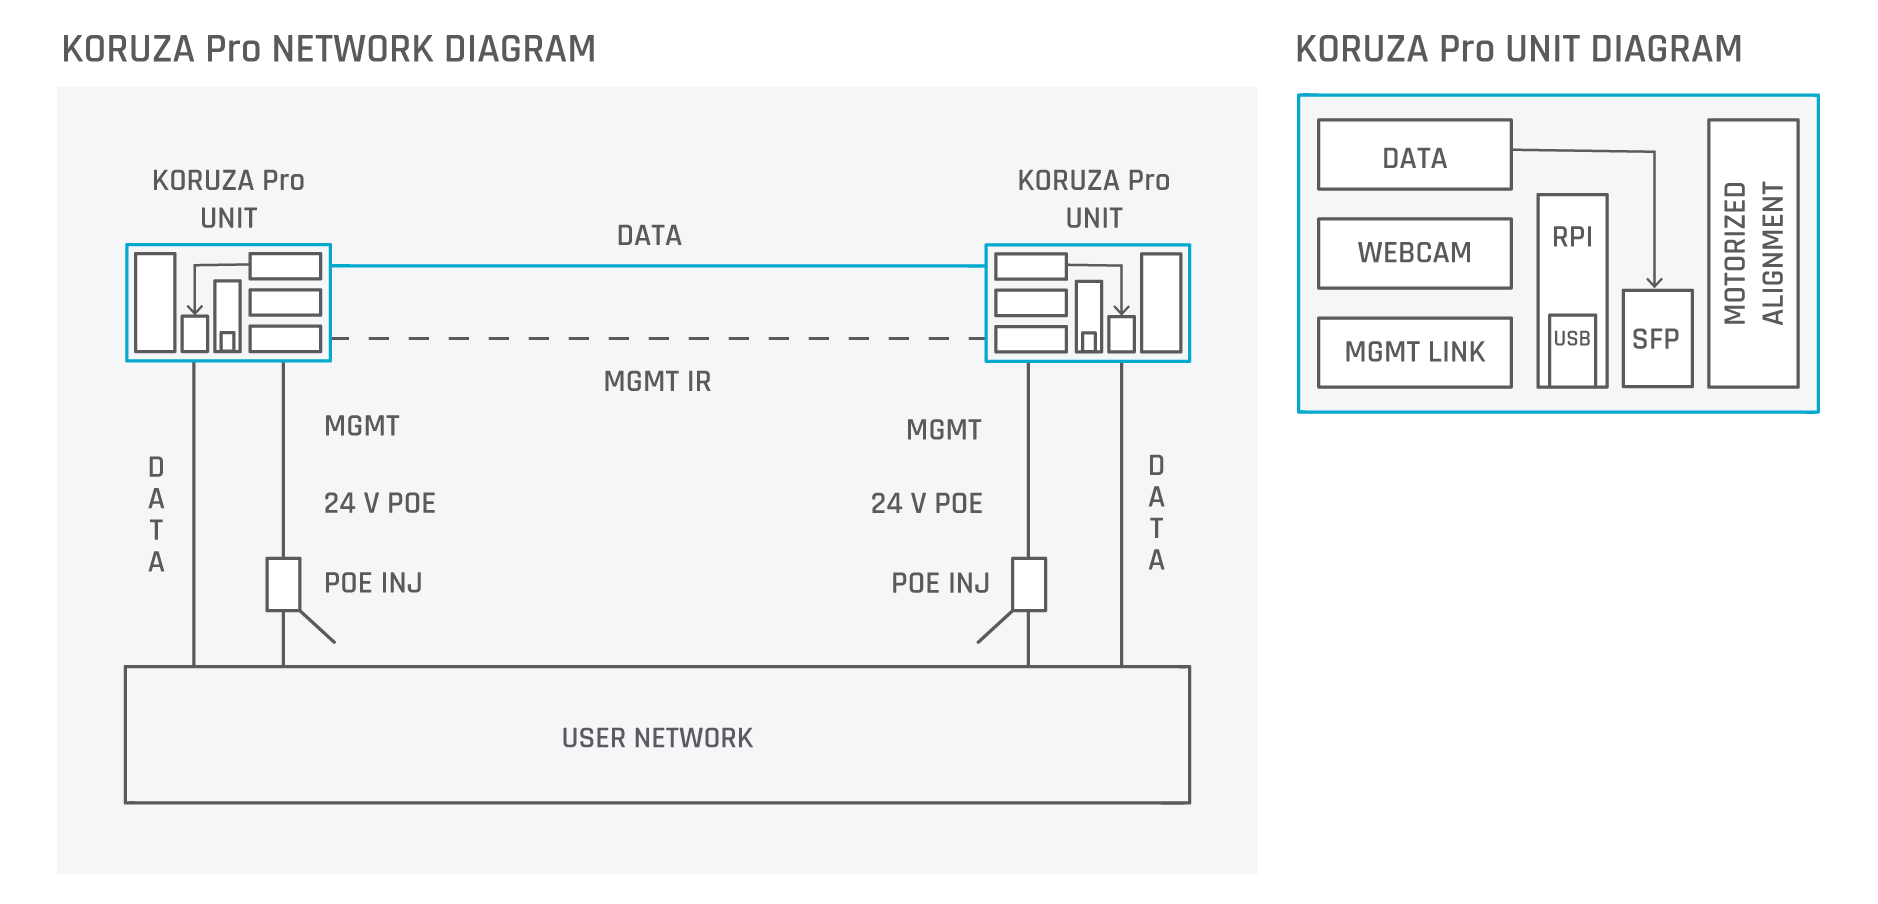 KORUZA Pro NETWORK DIAGRAM
KORUZA Pro
UNIT
KORUZA Pro
UNIT
DATA
MGMT IR
MGMT
MGMT
DATA
DATA
24 V POE
24 V POE
POE INJ
POE INJ
USER NETWORK
KORUZA Pro UNIT DIAGRAM
DATA
WEBCAM
MGMT LINK
RPI
USB
SFP
MOTORIZED
ALIGNMENT